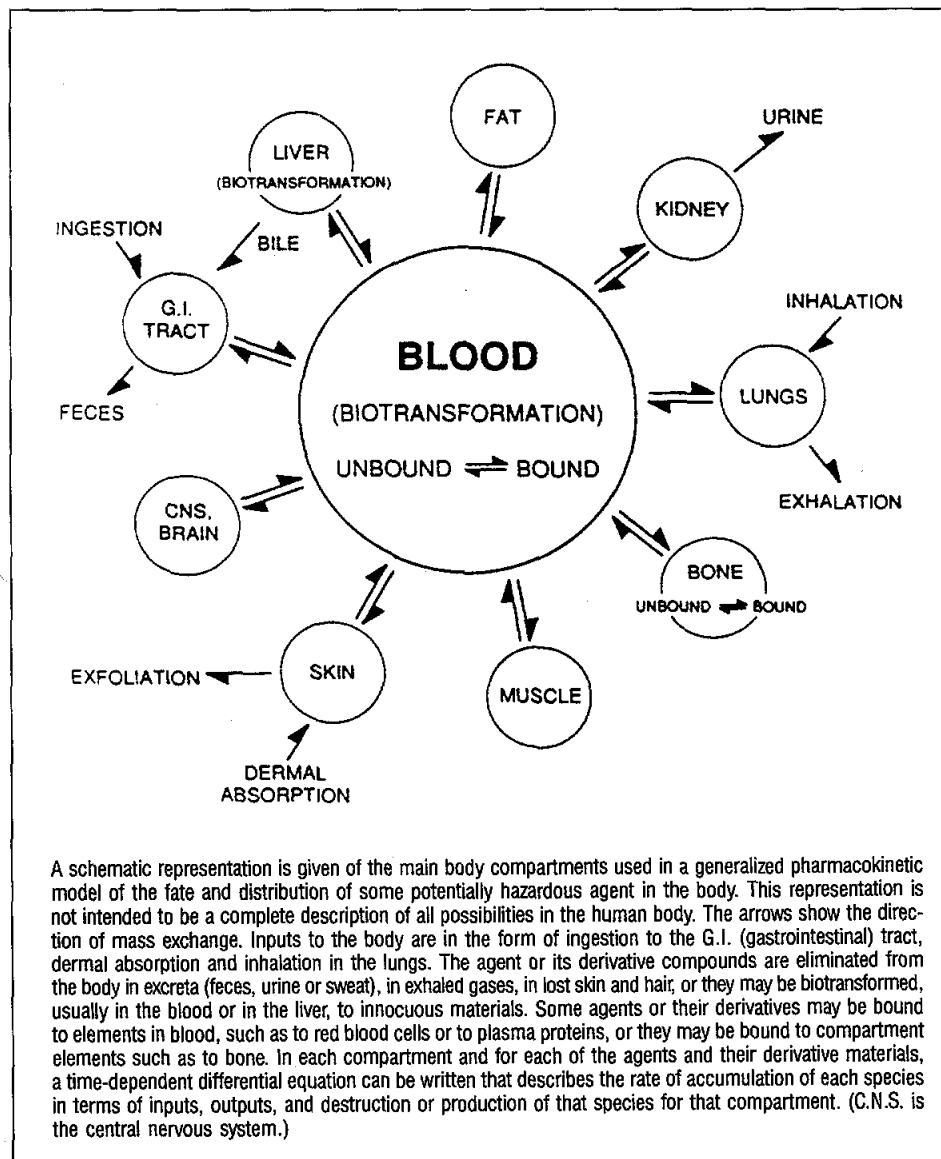 FAT
URINE
LIVER
(BIOTRANSFORMATION)
KIDNEY
INGESTION
BILE
G.I.
TRACT
INHALATION
BLOOD
(BIOTRANSFORMATION)
UNBOUND ⇌ BOUND
LUNGS
FECES
EXHALATION
CNS,
BRAIN
BONE
UNBOUND ⇌ BOUND
EXFOLIATION
SKIN
MUSCLE
DERMAL
ABSORPTION
A schematic representation is given of the main body compartments used in a generalized pharmacokinetic
model of the fate and distribution of some potentially hazardous agent in the body. This representation is
not intended to be a complete description of all possibilities in the human body. The arrows show the direc-
tion of mass exchange. Inputs to the body are in the form of ingestion to the G.I. (gastrointestinal) tract,
dermal absorption and inhalation in the lungs. The agent or its derivative compounds are eliminated from
the body in excreta (feces, urine or sweat), in exhaled gases, in lost skin and hair, or they may be biotransformed,
usually in the blood or in the liver, to innocuous materials. Some agents or their derivatives may be bound
to elements in blood, such as to red blood cells or to plasma proteins, or they may be bound to compartment
elements such as to bone. In each compartment and for each of the agents and their derivative materials,
a time-dependent differential equation can be written that describes the rate of accumulation of each species
in terms of inputs, outputs, and destruction or production of that species for that compartment. (C.N.S. is
the central nervous system.)